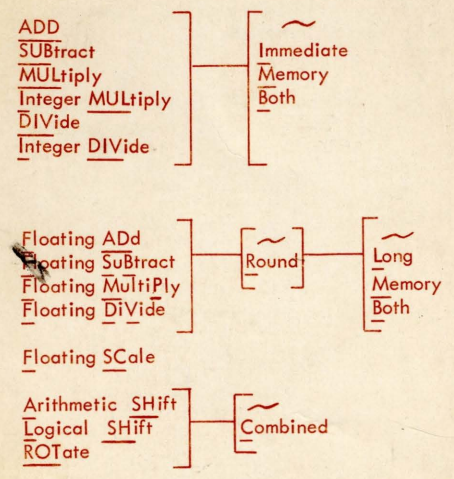 ADD
SUBtract
MULtiply
Integer MULtiply
DIVide
Integer DIVide
~
Immediate
Memory
Both
Floating ADd
Floating SuBtract
Floating MultiPly
Floating DiVide
~
Round
~
Long
Memory
Both
Floating SCale
Arithmetic SHift
Logical SHift
ROTate
~
Combined